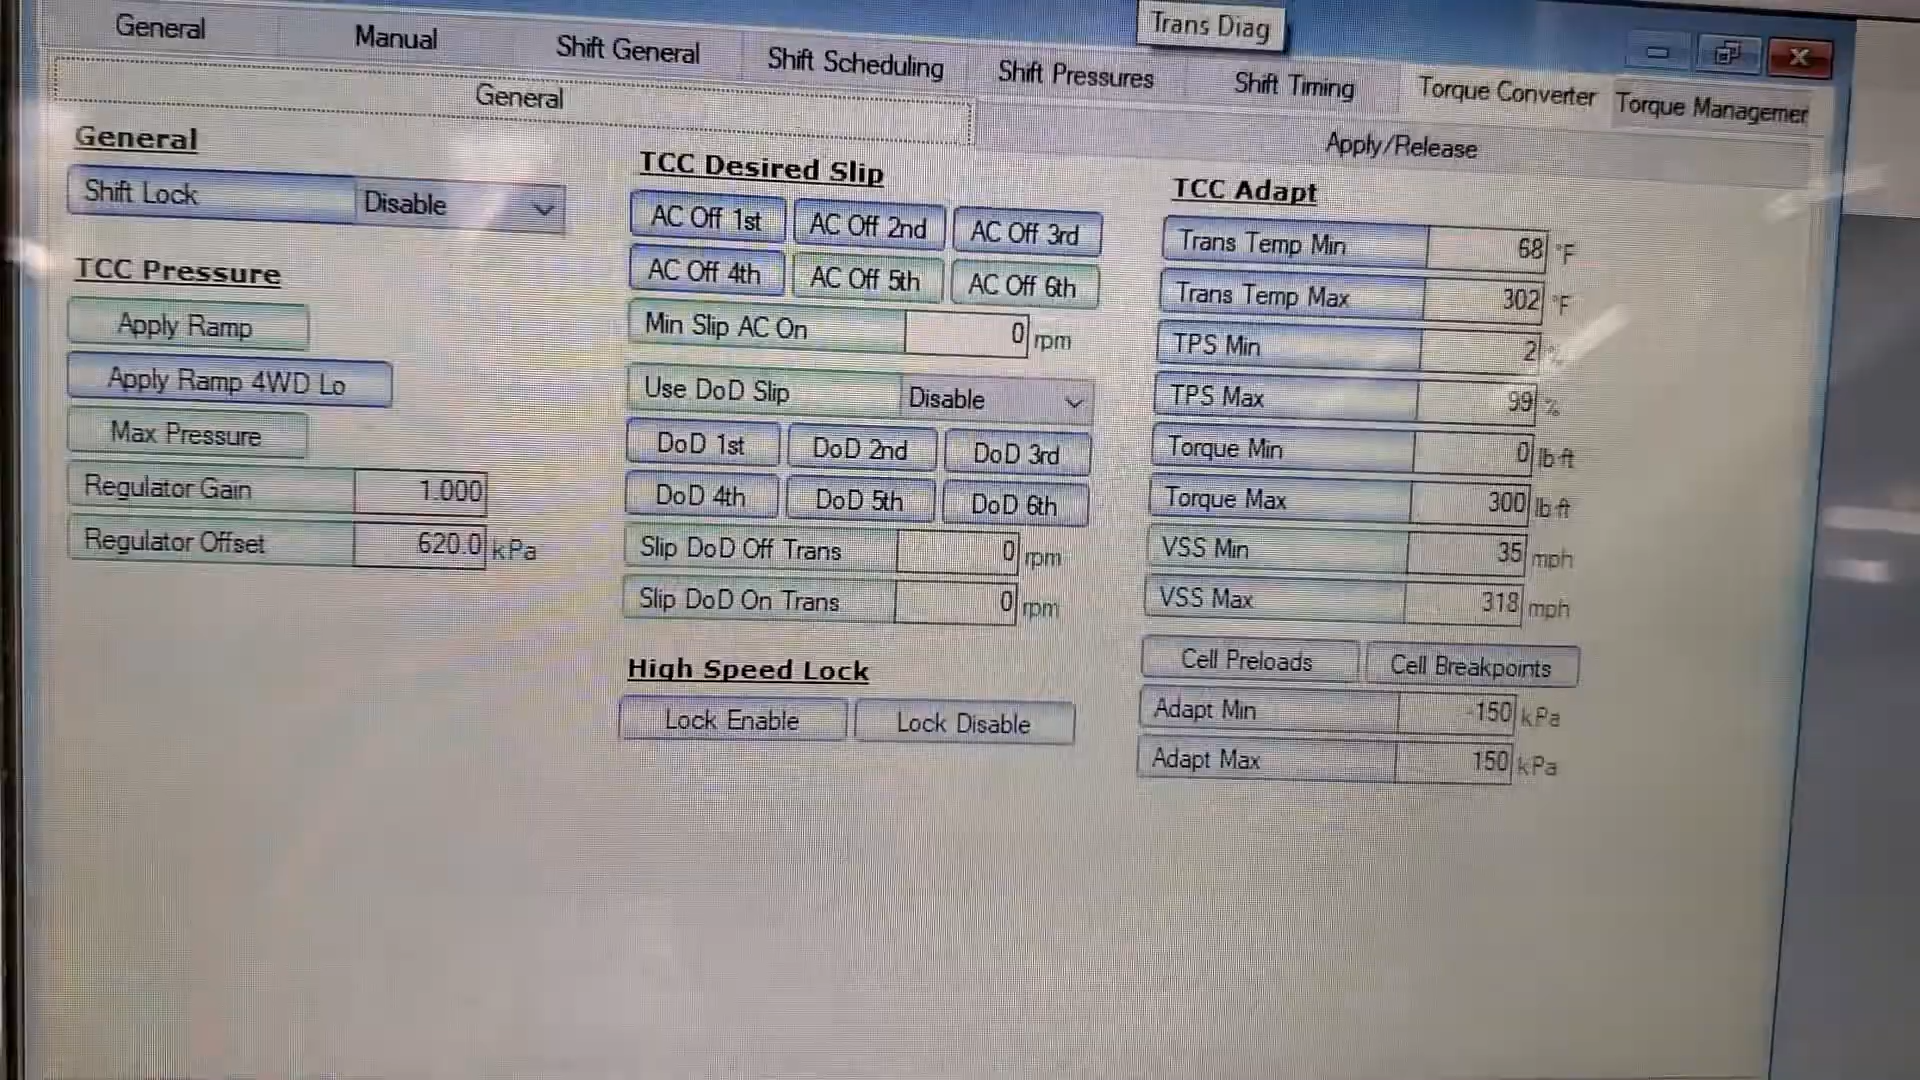 Trans Diag
General
Manual
Shift General
Shift Scheduling
Shift Pressures
Shift Timing
Torque Converter
Torque Managemer
General
Apply/Release
General
Shift Lock Disable
TCC Pressure
Apply Ramp
Apply Ramp 4WD Lo
Max Pressure
Regulator Gain 1.000
Regulator Offset 620.0 kPa
TCC Desired Slip
AC Off 1st AC Off 2nd AC Off 3rd
AC Off 4th AC Off 5th AC Off 6th
Min Slip AC On 0 rpm
Use DoD Slip Disable
DoD 1st DoD 2nd DoD 3rd
DoD 4th DoD 5th DoD 6th
Slip DoD Off Trans 0 rpm
Slip DoD On Trans 0 rpm
High Speed Lock
Lock Enable Lock Disable
TCC Adapt
Trans Temp Min 68 °F
Trans Temp Max 302 °F
TPS Min 2 %
TPS Max 99 %
Torque Min 0 lb·ft
Torque Max 300 lb·ft
VSS Min 35 mph
VSS Max 318 mph
Cell Preloads Cell Breakpoints
Adapt Min -150 kPa
Adapt Max 150 kPa